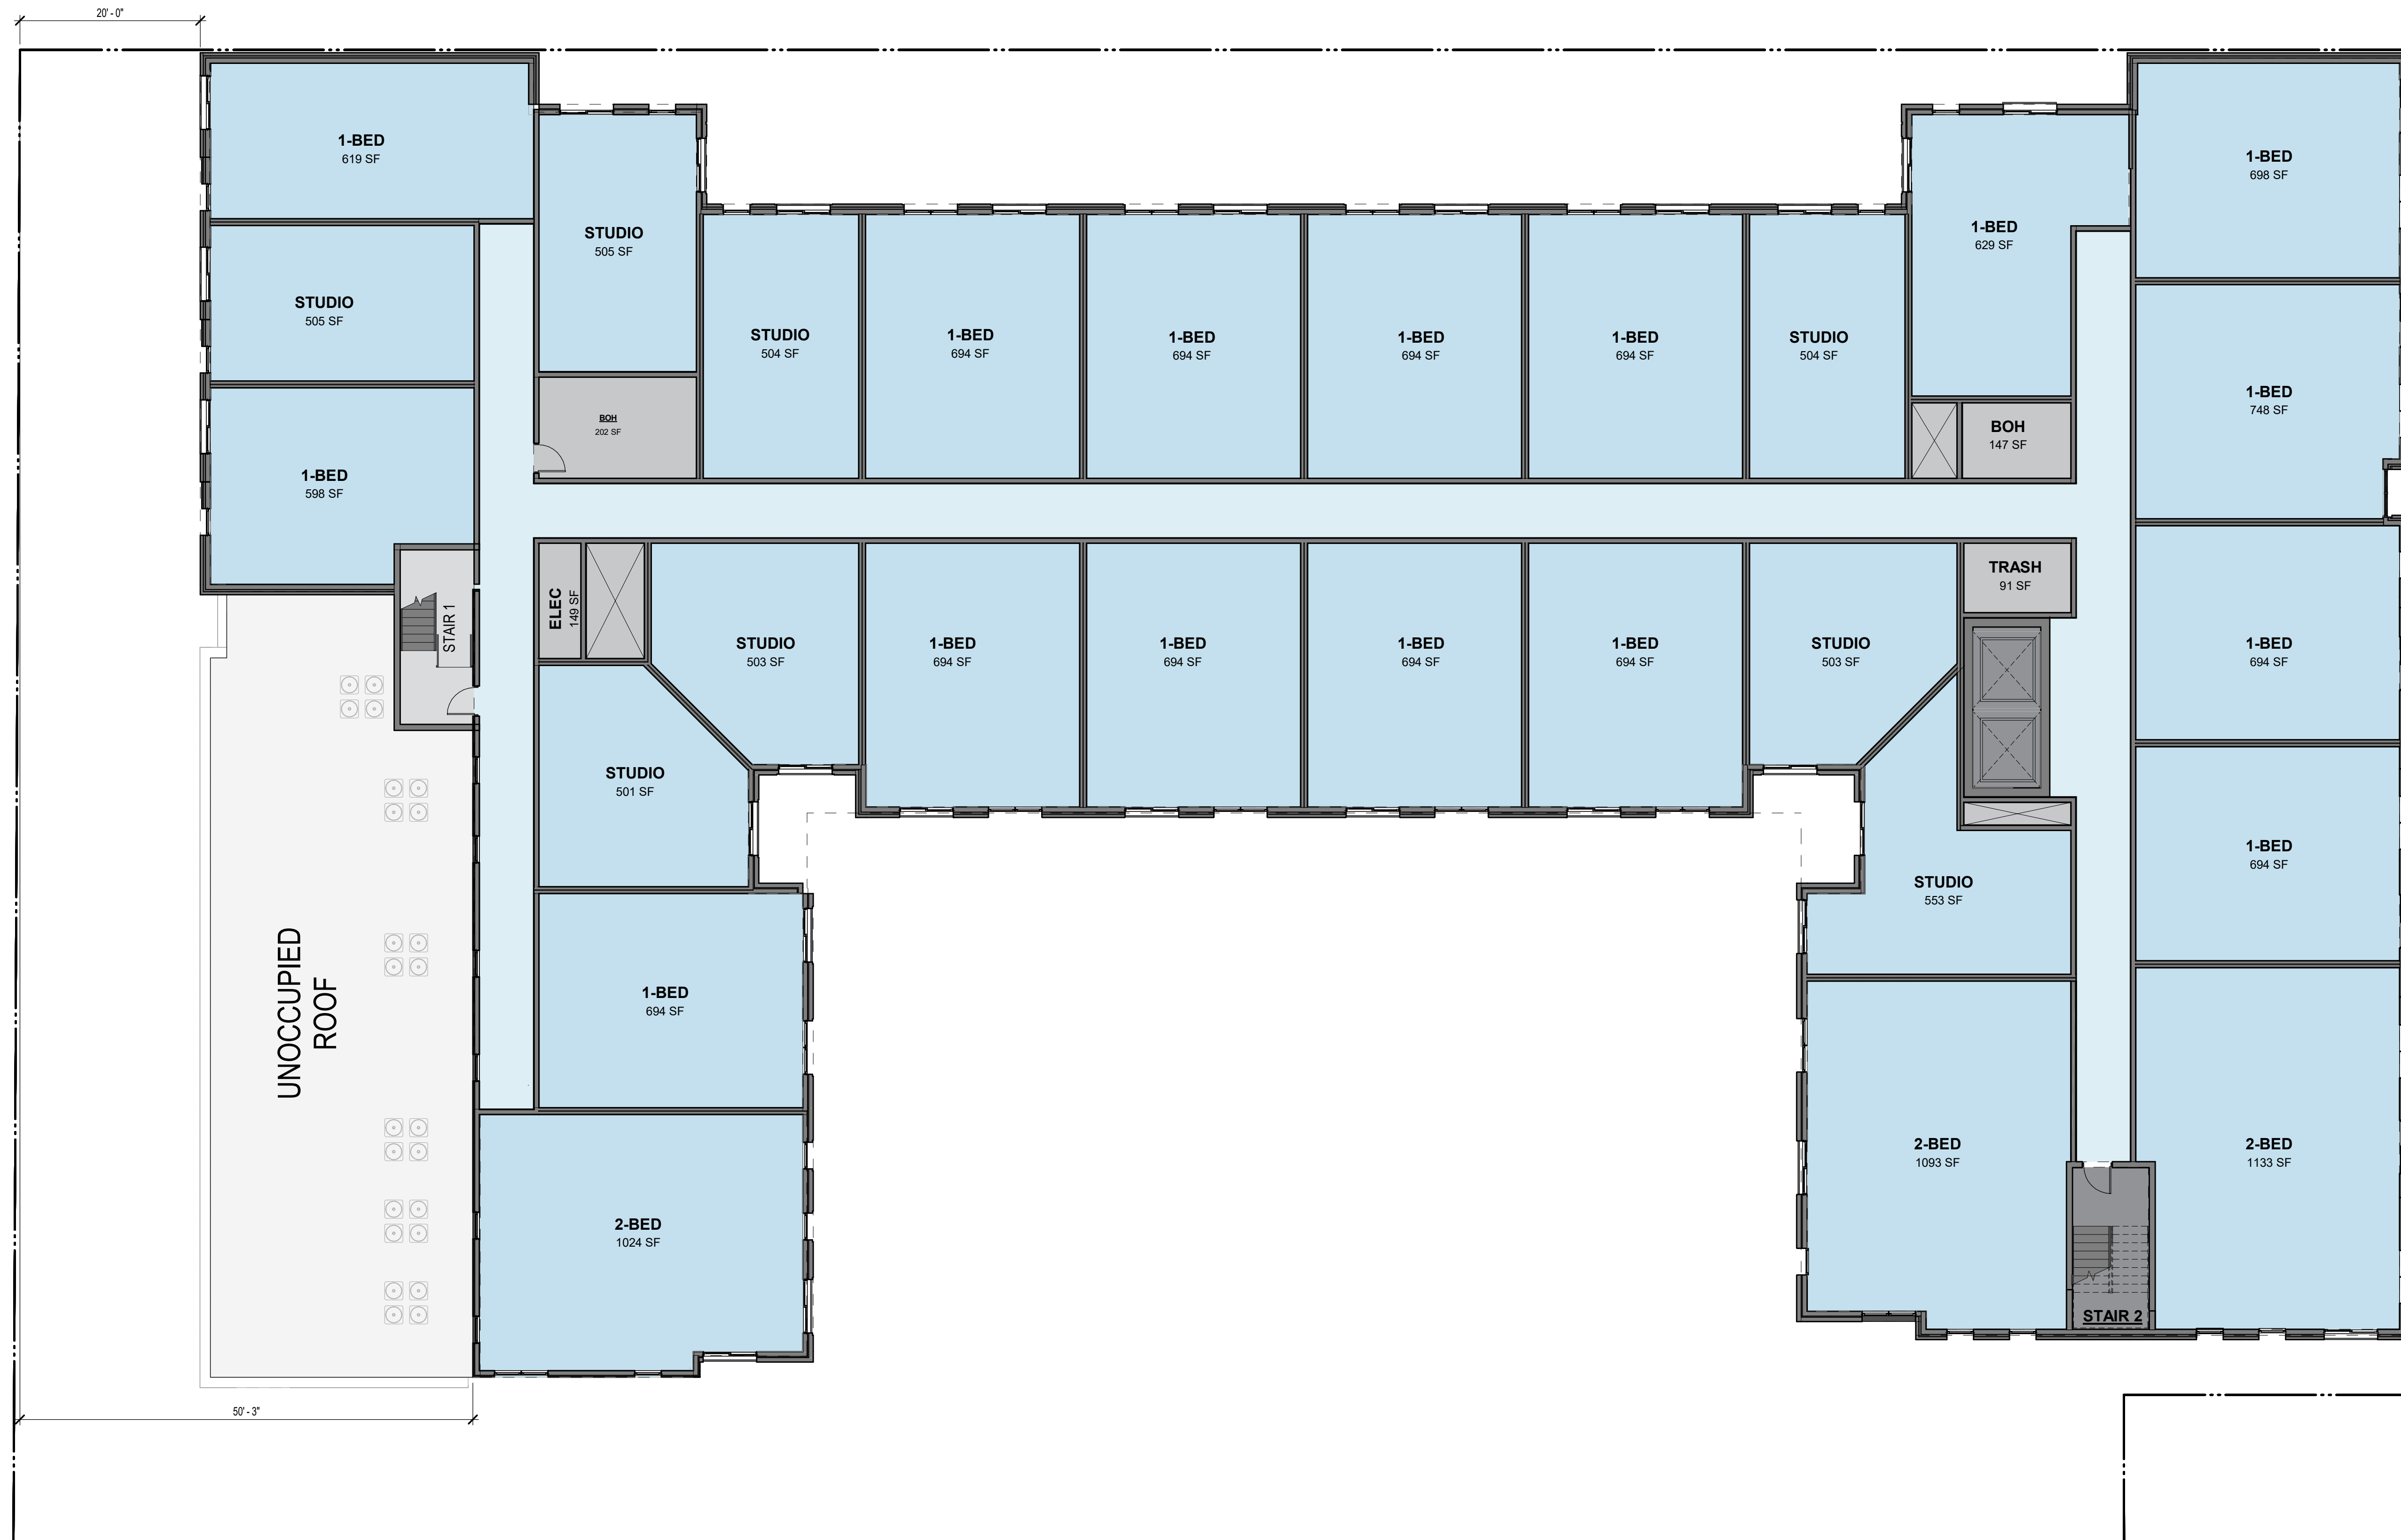 20' - 0"
1-BED
619 SF
1-BED
698 SF
STUDIO
505 SF
1-BED
629 SF
STUDIO
505 SF
STUDIO
504 SF
1-BED
694 SF
1-BED
694 SF
1-BED
694 SF
1-BED
694 SF
STUDIO
504 SF
1-BED
748 SF
BOH
202 SF
BOH
147 SF
1-BED
598 SF
STAIR 1
ELEC
149 SF
TRASH
91 SF
STUDIO
503 SF
1-BED
694 SF
1-BED
694 SF
1-BED
694 SF
1-BED
694 SF
STUDIO
503 SF
1-BED
694 SF
STUDIO
501 SF
STUDIO
553 SF
1-BED
694 SF
UNOCCUPIED
ROOF
1-BED
694 SF
2-BED
1024 SF
2-BED
1093 SF
2-BED
1133 SF
STAIR 2
50' - 3"